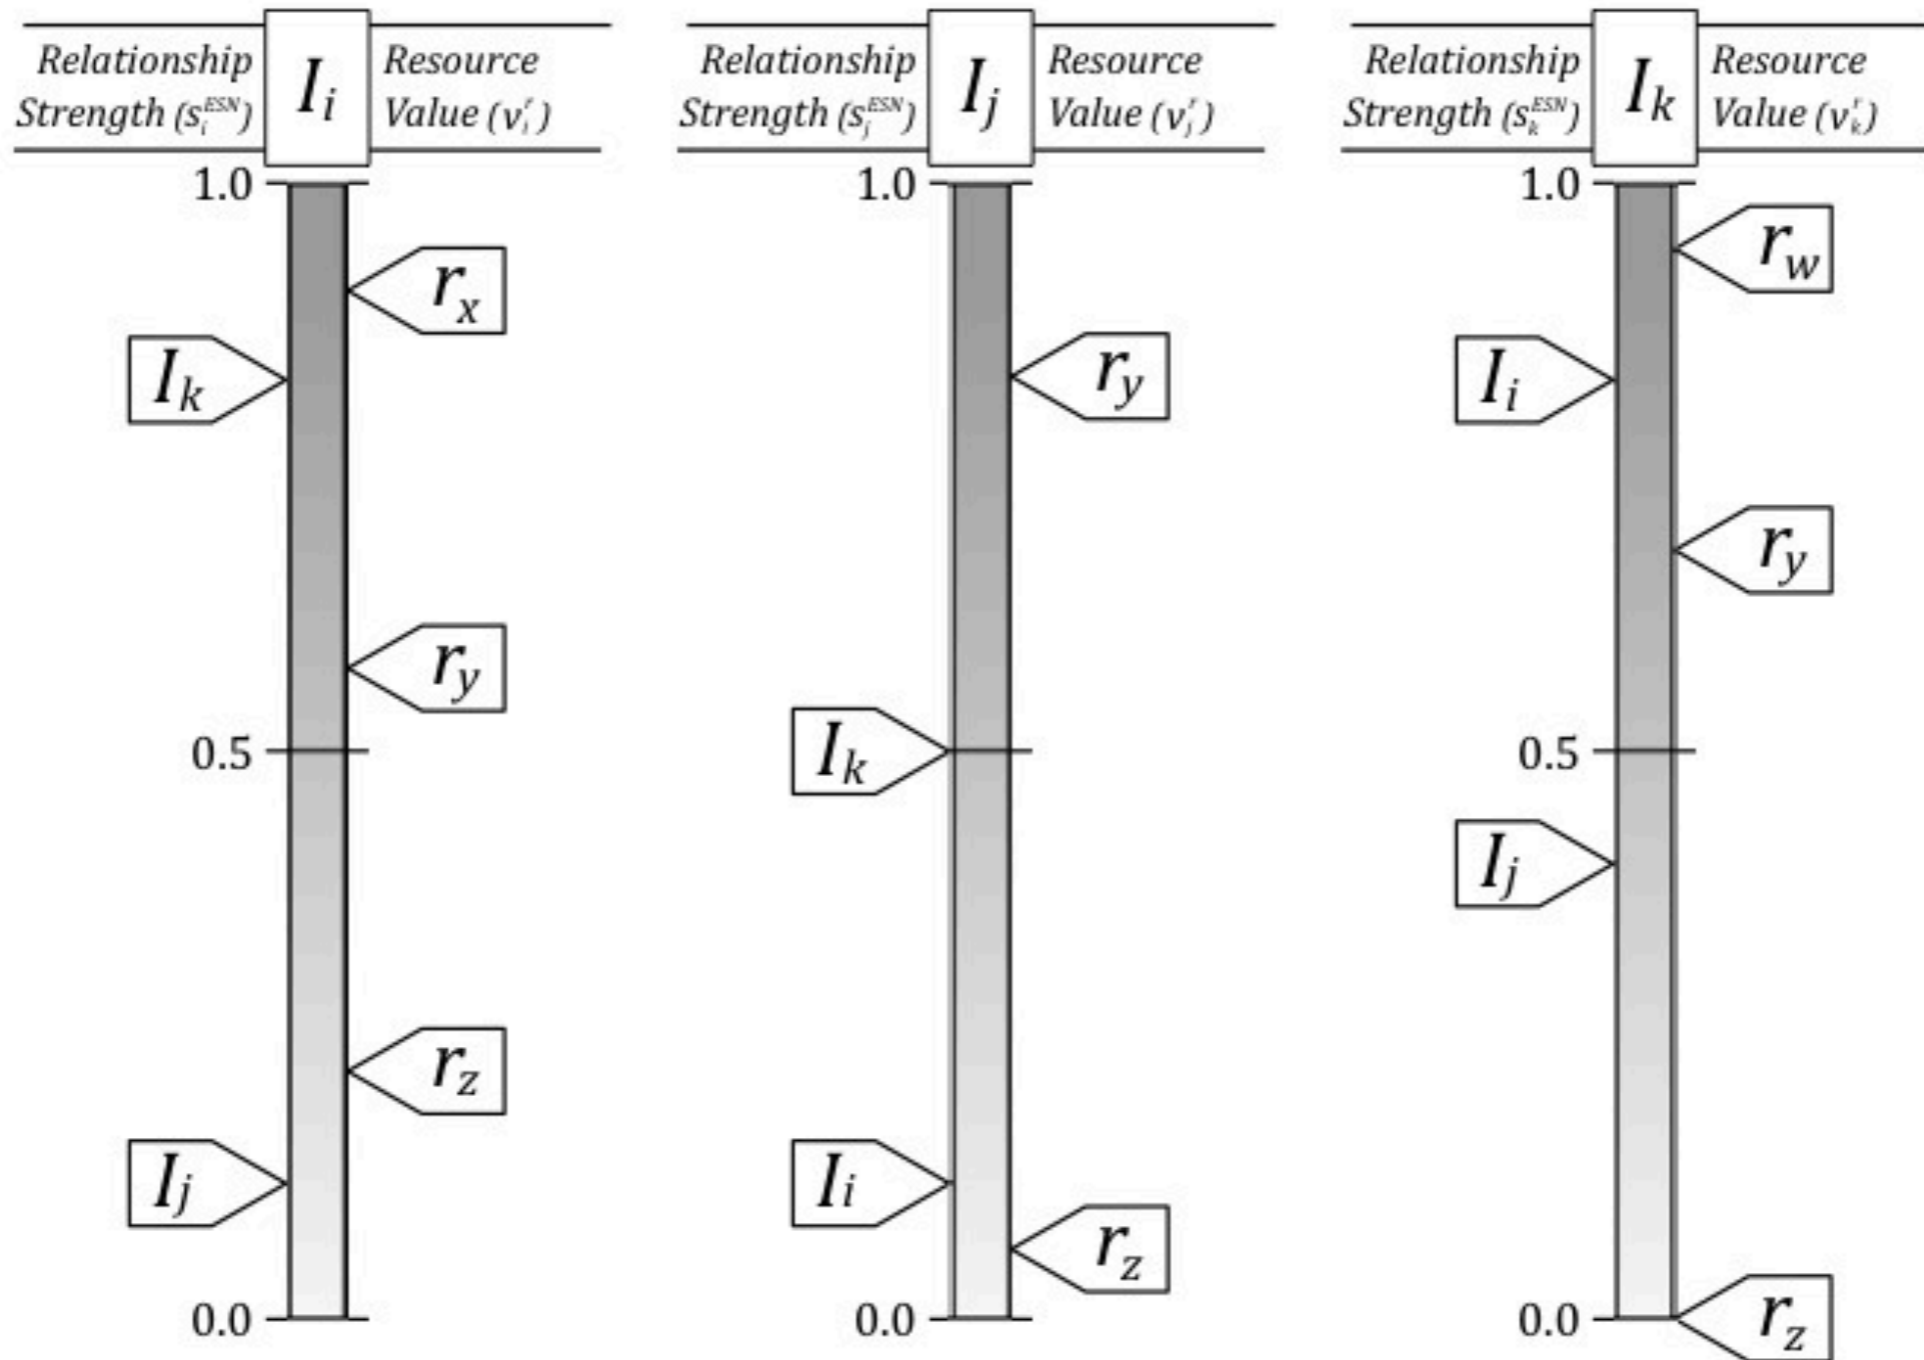 Relationship
Strength (s_i^ESN)
I_i
Resource
Value (v_i^r)
1.0
r_x
I_k
r_y
0.5
r_z
I_j
0.0
Relationship
Strength (s_j^ESN)
I_j
Resource
Value (v_j^r)
1.0
r_y
I_k
I_i
r_z
0.0
Relationship
Strength (s_k^ESN)
I_k
Resource
Value (v_k^r)
1.0
r_w
I_i
r_y
0.5
I_j
0.0
r_z